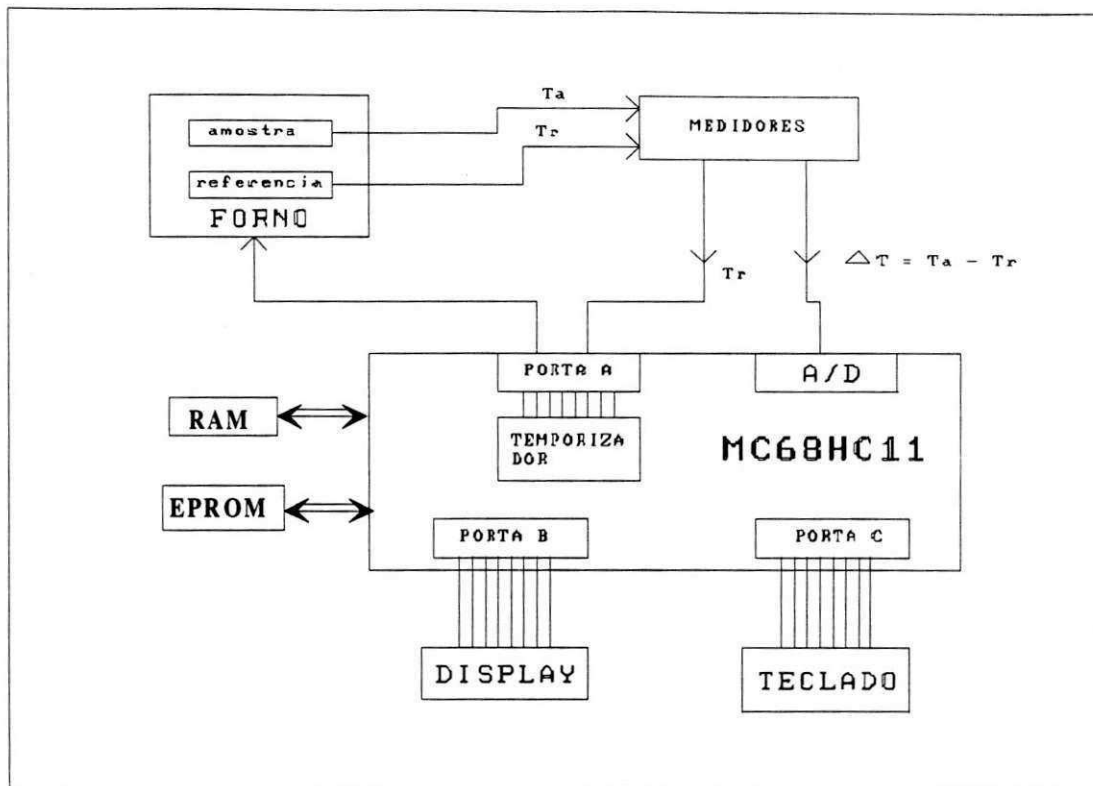 Ta
amostra
MEDIDORES
Tr
referencia
FORNO
Tr
△T = Ta - Tr
PORTA A
A/D
RAM
TEMPORIZA
DOR
MC68HC11
EPROM
PORTA B
PORTA C
DISPLAY
TECLADO